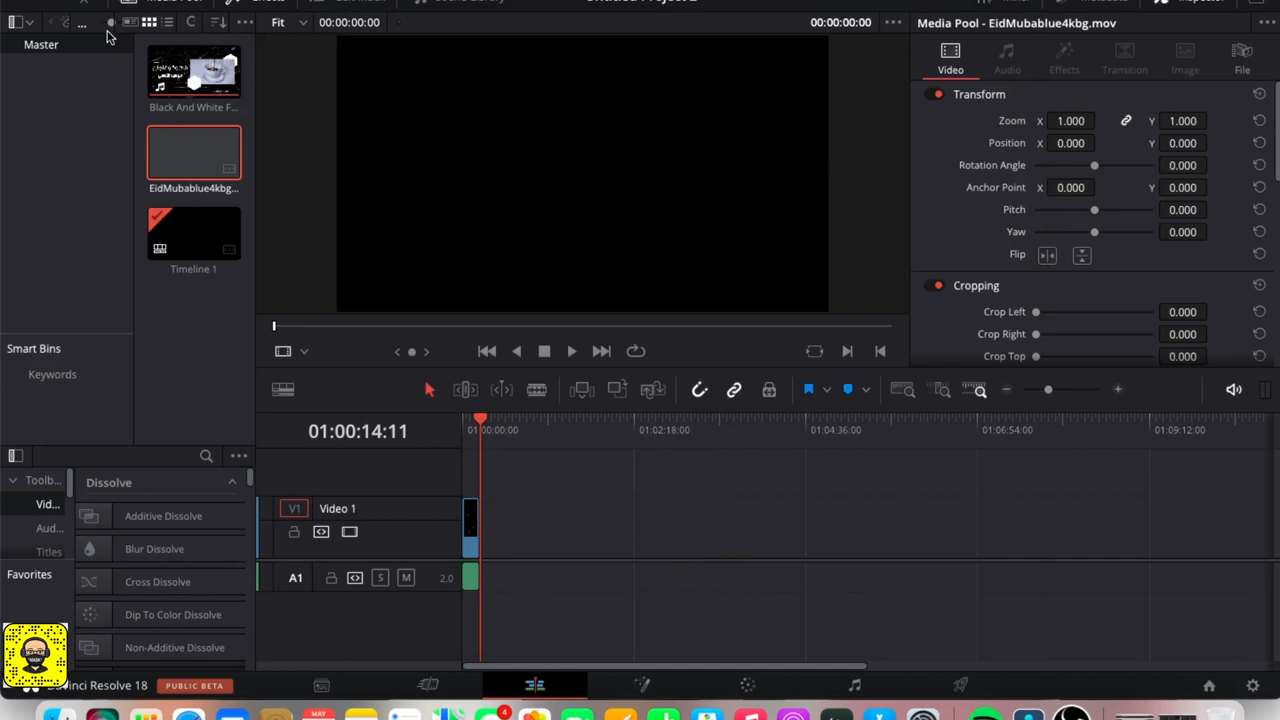 Fit
00:00:00:00
00:00:00:00
Media Pool - EidMubablue4kbg.mov
Master
Black And White F...
EidMubablue4kbg...
Timeline 1
Video
Audio
Effects
Transition
Image
File
Transform
Zoom X 1.000 Y 1.000
Position X 0.000 Y 0.000
Rotation Angle 0.000
Anchor Point X 0.000 Y 0.000
Pitch 0.000
Yaw 0.000
Flip
Cropping
Crop Left 0.000
Crop Right 0.000
Crop Top 0.000
Smart Bins
Keywords
01:00:14:11
01:00:00:00
01:02:18:00
01:04:36:00
01:06:54:00
01:09:12:00
Toolb...
Vid...
Aud...
Titles
Favorites
Dissolve
Additive Dissolve
Blur Dissolve
Cross Dissolve
Dip To Color Dissolve
Non-Additive Dissolve
V1 Video 1
A1 S M 2.0
DaVinci Resolve 18 PUBLIC BETA
MAY
4